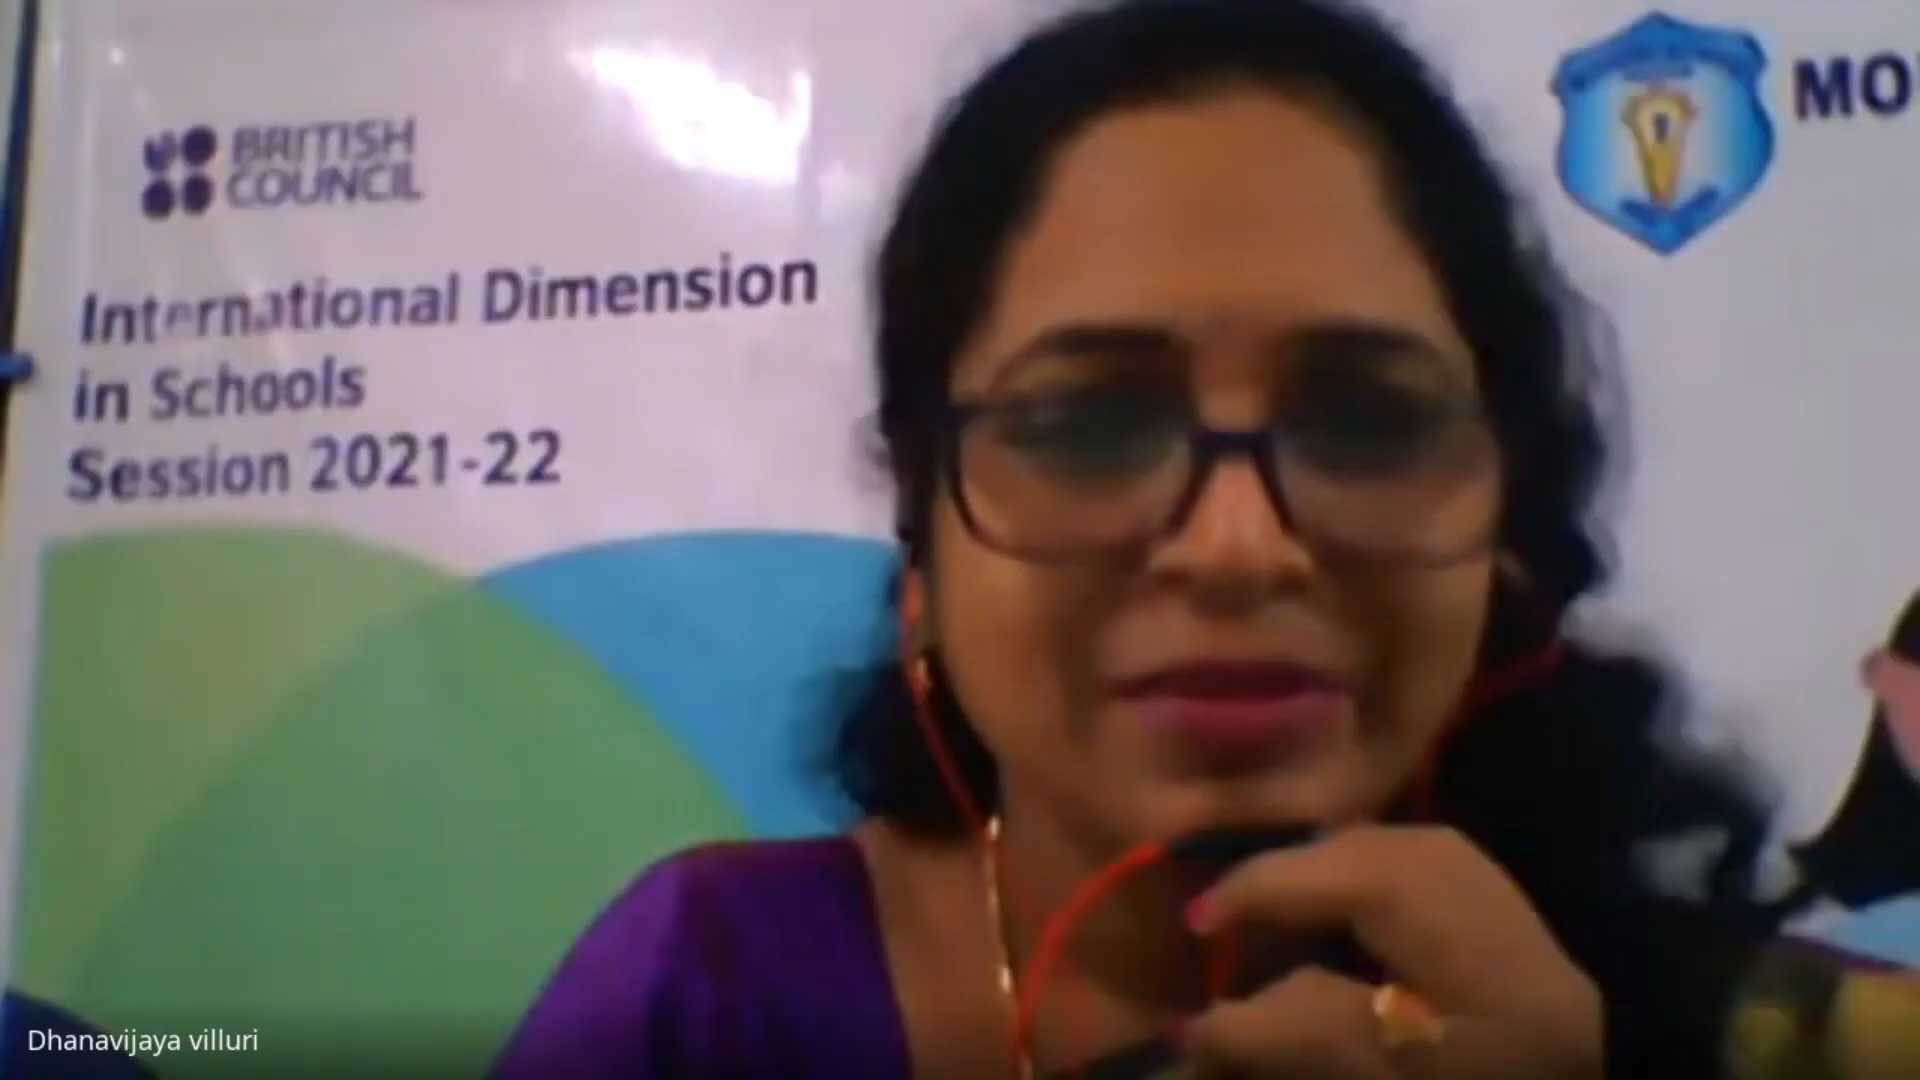 BRITISH
COUNCIL
International Dimension
in Schools
Session 2021-22
MO
Dhanavijaya villuri